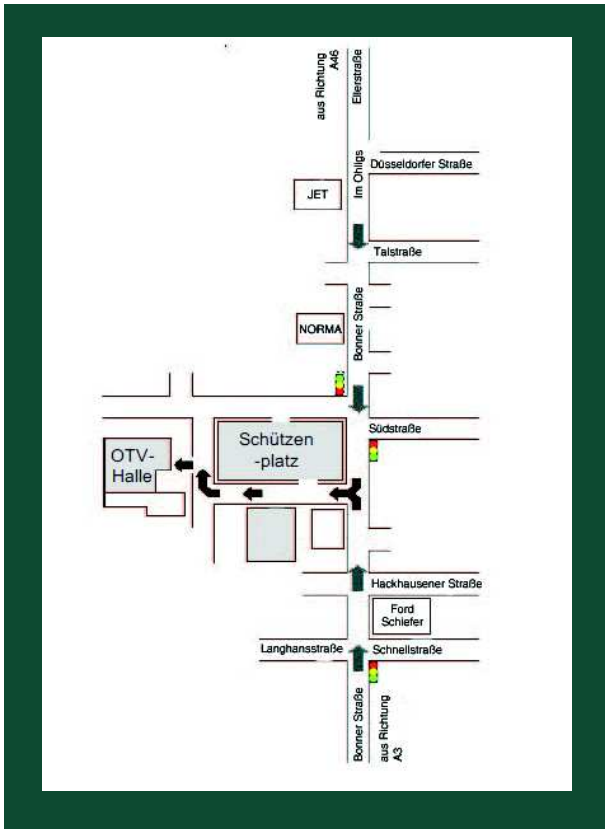 aus Richtung
A46
Ellerstraße
Im Ohligs
Düsseldorfer Straße
JET
Talstraße
Bonner Straße
NORMA
Südstraße
Schützen
-platz
OTV-
Halle
Hackhausener Straße
Ford
Schiefer
Langhansstraße
Schnellstraße
Bonner Straße
aus Richtung
A3